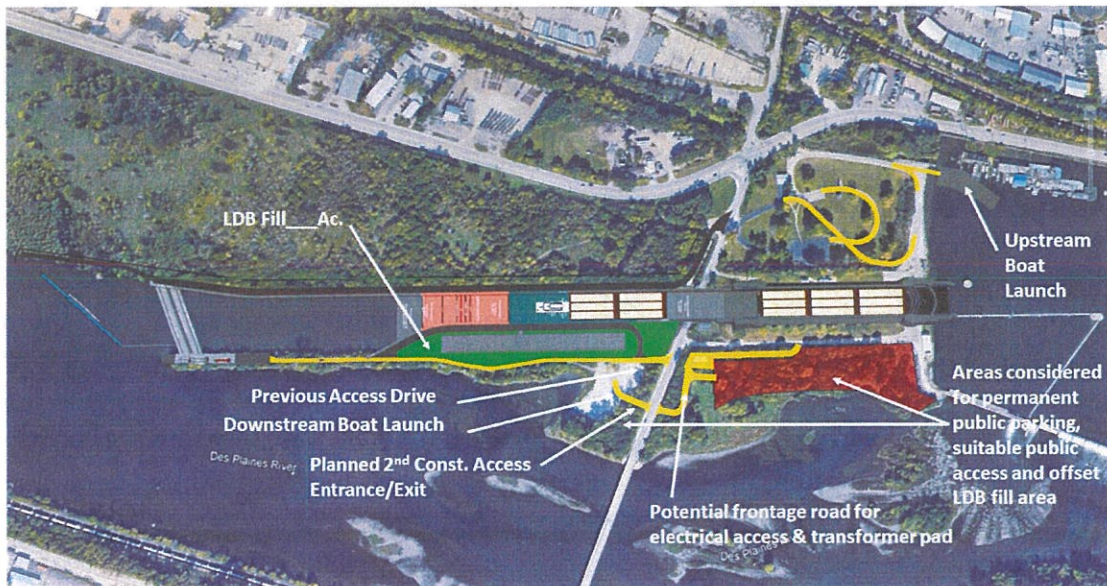 LDB Fill___Ac.
Upstream
Boat
Launch
Previous Access Drive
Downstream Boat Launch
Areas considered
for permanent
public parking,
suitable public
access and offset
LDB fill area
Des Plaines River
Planned 2nd Const. Access
Entrance/Exit
Potential frontage road for
electrical access & transformer pad
Des Plaines